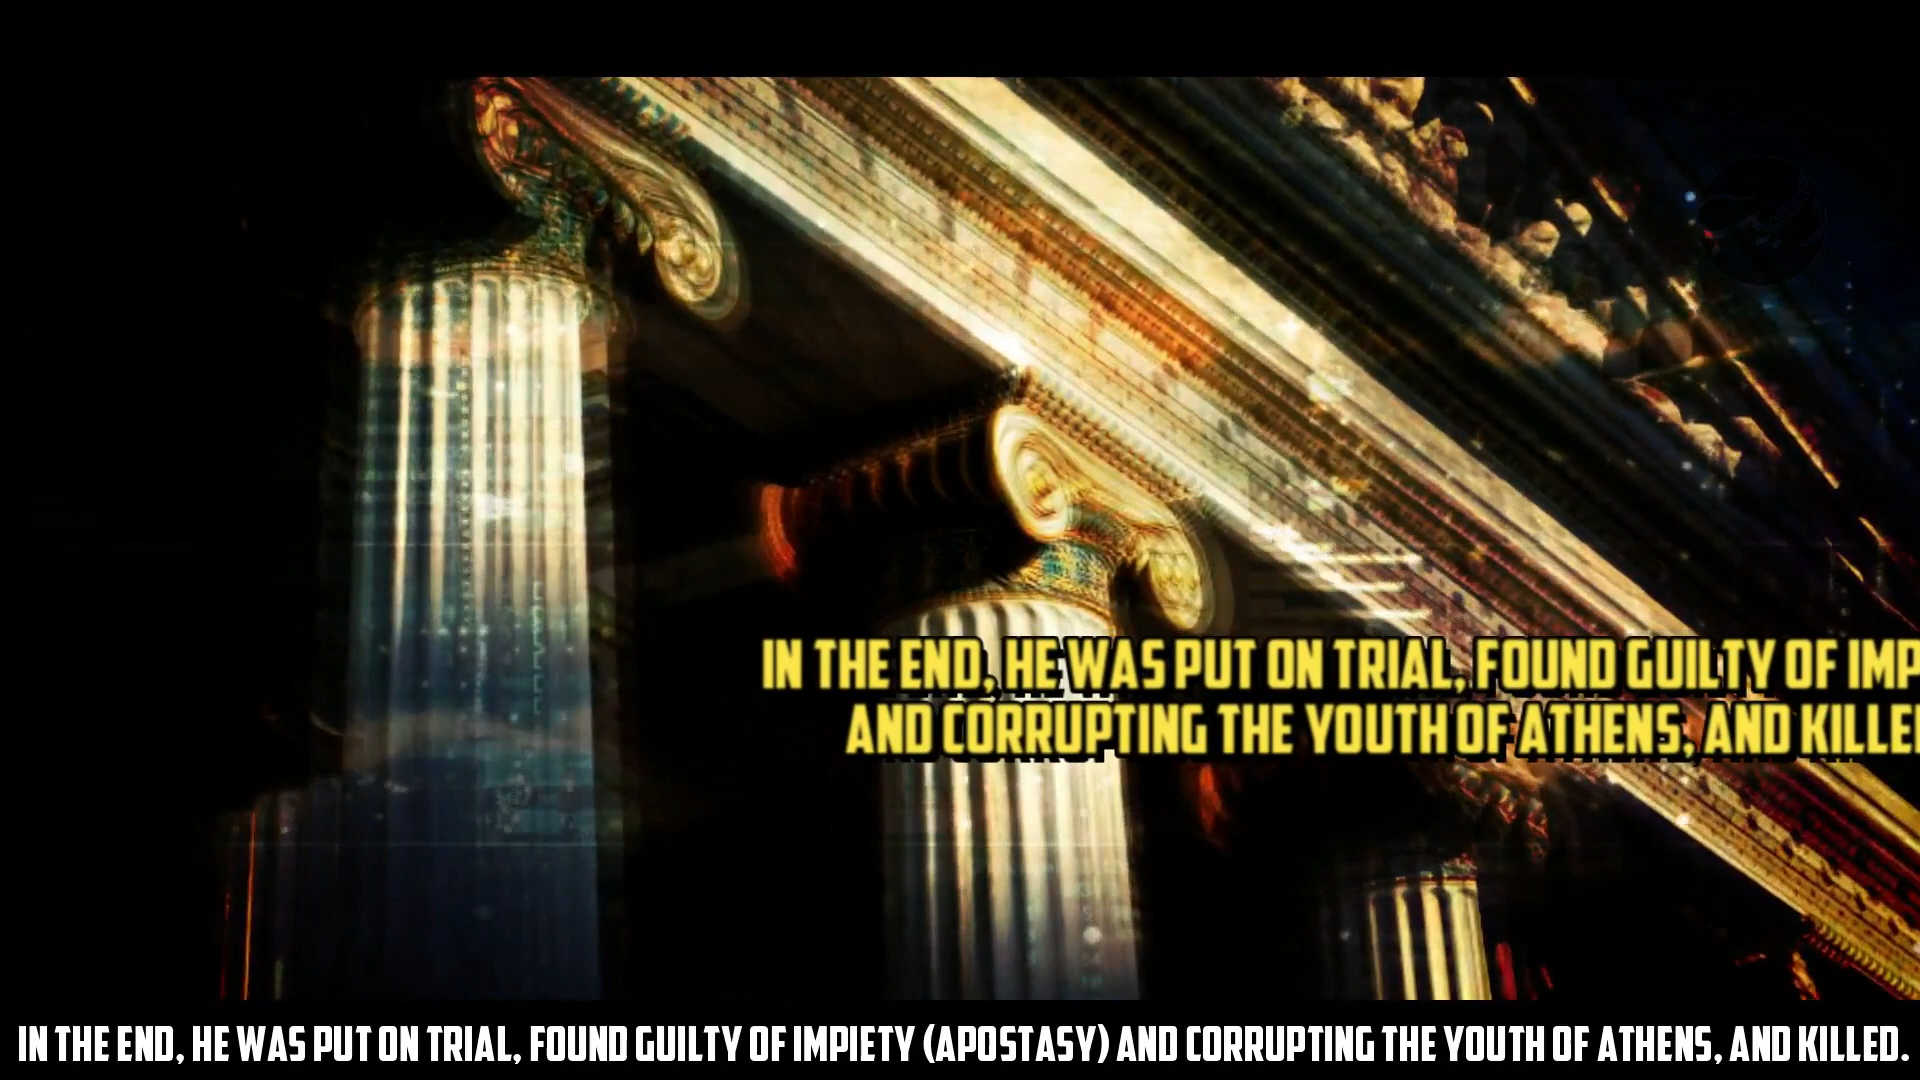 IN THE END, HE WAS PUT ON TRIAL, FOUND GUILTY OF IMP
AND CORRUPTING THE YOUTH OF ATHENS, AND KILLE
IN THE END, HE WAS PUT ON TRIAL, FOUND GUILTY OF IMPIETY (APOSTASY) AND CORRUPTING THE YOUTH OF ATHENS, AND KILLED.